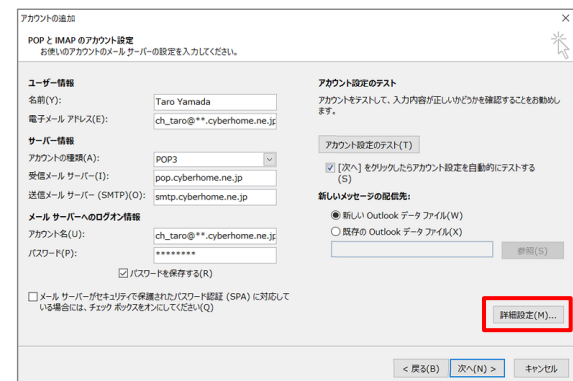 アカウントの追加
×
POP と IMAP のアカウント設定
お使いのアカウントのメール サーバーの設定を入力してください。
ユーザー情報
名前(Y):
Taro Yamada
電子メール アドレス(E):
ch_taro@**.cyberhome.ne.jp
サーバー情報
アカウントの種類(A):
POP3
受信メール サーバー(I):
pop.cyberhome.ne.jp
送信メール サーバー (SMTP)(O):
smtp.cyberhome.ne.jp
メール サーバーへのログオン情報
アカウント名(U):
ch_taro@**.cyberhome.ne.jp
パスワード(P):
********
パスワードを保存する(R)
メール サーバーがセキュリティで保護されたパスワード認証 (SPA) に対応して
いる場合には、チェック ボックスをオンにしてください(Q)
アカウント設定のテスト
アカウントをテストして、入力内容が正しいかどうかを確認することをお勧めし
ます。
アカウント設定のテスト(T)
[次へ] をクリックしたらアカウント設定を自動的にテストする
(S)
新しいメッセージの配信先:
新しい Outlook データ ファイル(W)
既存の Outlook データ ファイル(X)
参照(S)
詳細設定(M)...
< 戻る(B)
次へ(N) >
キャンセル